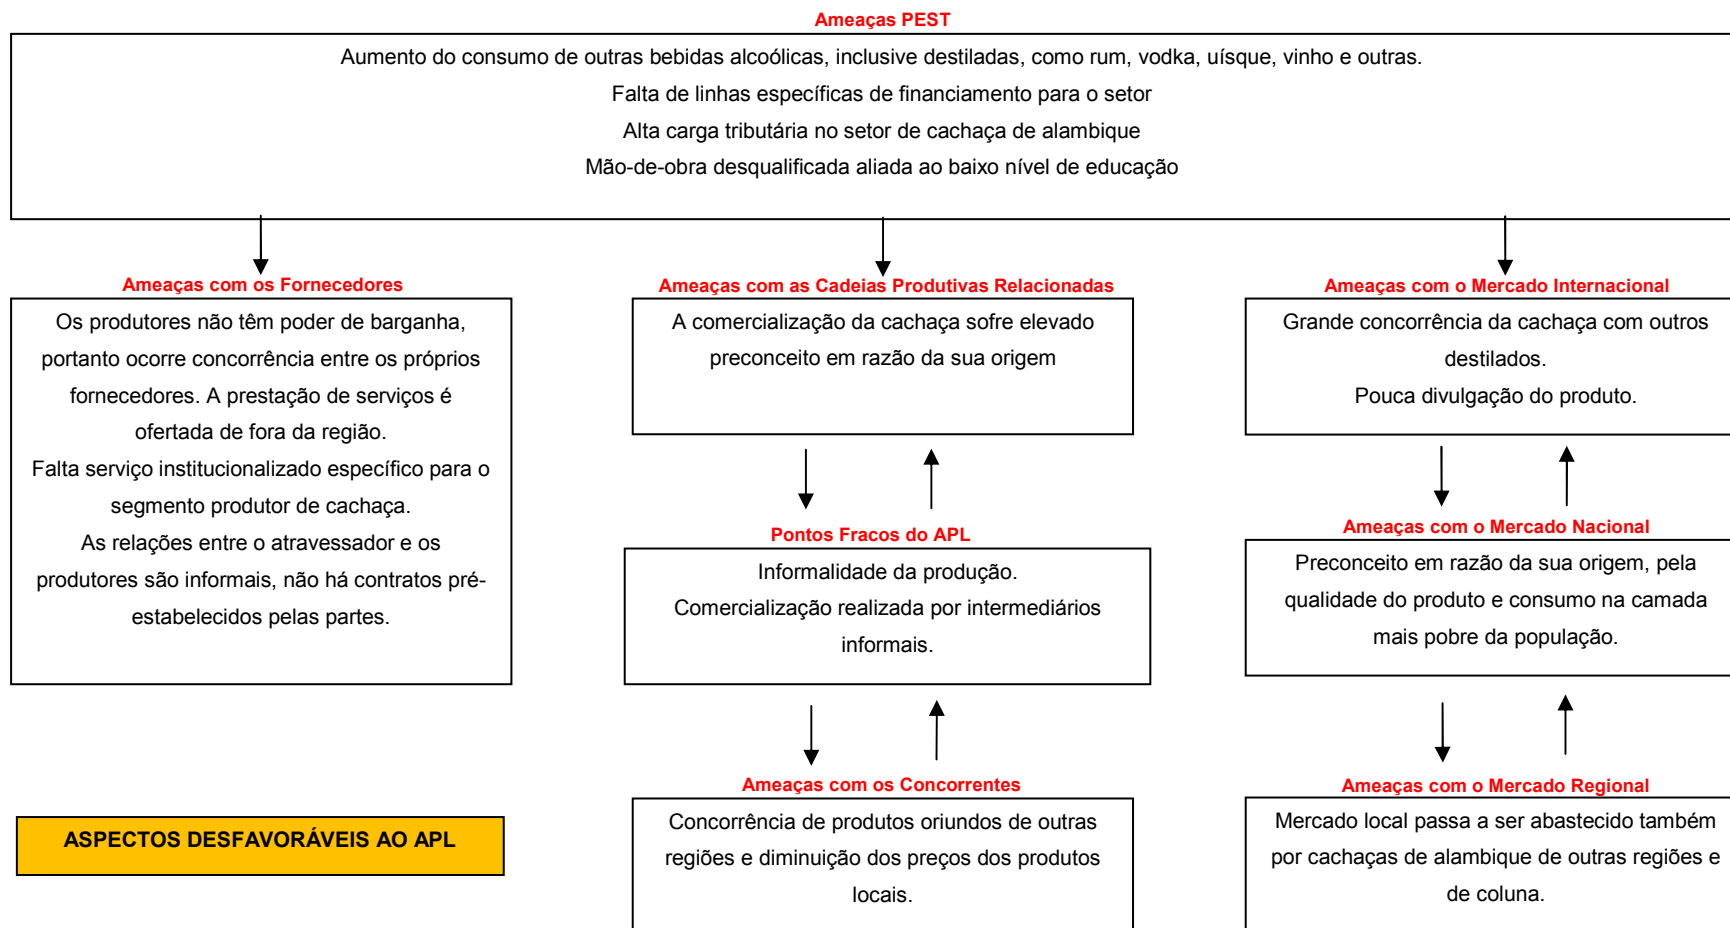 Ameaças PEST
Aumento do consumo de outras bebidas alcoólicas, inclusive destiladas, como rum, vodka, uísque, vinho e outras.
Falta de linhas específicas de financiamento para o setor
Alta carga tributária no setor de cachaça de alambique
Mão-de-obra desqualificada aliada ao baixo nível de educação
Ameaças com os Fornecedores
Os produtores não têm poder de barganha,
portanto ocorre concorrência entre os próprios
fornecedores. A prestação de serviços é
ofertada de fora da região.
Falta serviço institucionalizado específico para o
segmento produtor de cachaça.
As relações entre o atravessador e os
produtores são informais, não há contratos pré-
estabelecidos pelas partes.
Ameaças com as Cadeias Produtivas Relacionadas
A comercialização da cachaça sofre elevado
preconceito em razão da sua origem
Pontos Fracos do APL
Informalidade da produção.
Comercialização realizada por intermediários
informais.
Ameaças com os Concorrentes
Concorrência de produtos oriundos de outras
regiões e diminuição dos preços dos produtos
locais.
Ameaças com o Mercado Internacional
Grande concorrência da cachaça com outros
destilados.
Pouca divulgação do produto.
Ameaças com o Mercado Nacional
Preconceito em razão da sua origem, pela
qualidade do produto e consumo na camada
mais pobre da população.
Ameaças com o Mercado Regional
Mercado local passa a ser abastecido também
por cachaças de alambique de outras regiões e
de coluna.
ASPECTOS DESFAVORÁVEIS AO APL